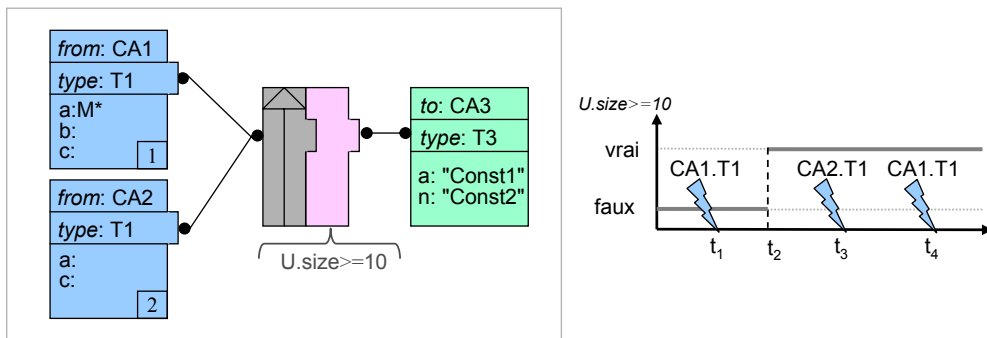 from: CA1
type: T1
a:M*
b:
c:
1
from: CA2
type: T1
a:
c:
2
U.size>=10
to: CA3
type: T3
a: "Const1"
n: "Const2"
U.size>=10
vrai
faux
CA1.T1
CA2.T1
CA1.T1
t1
t2
t3
t4